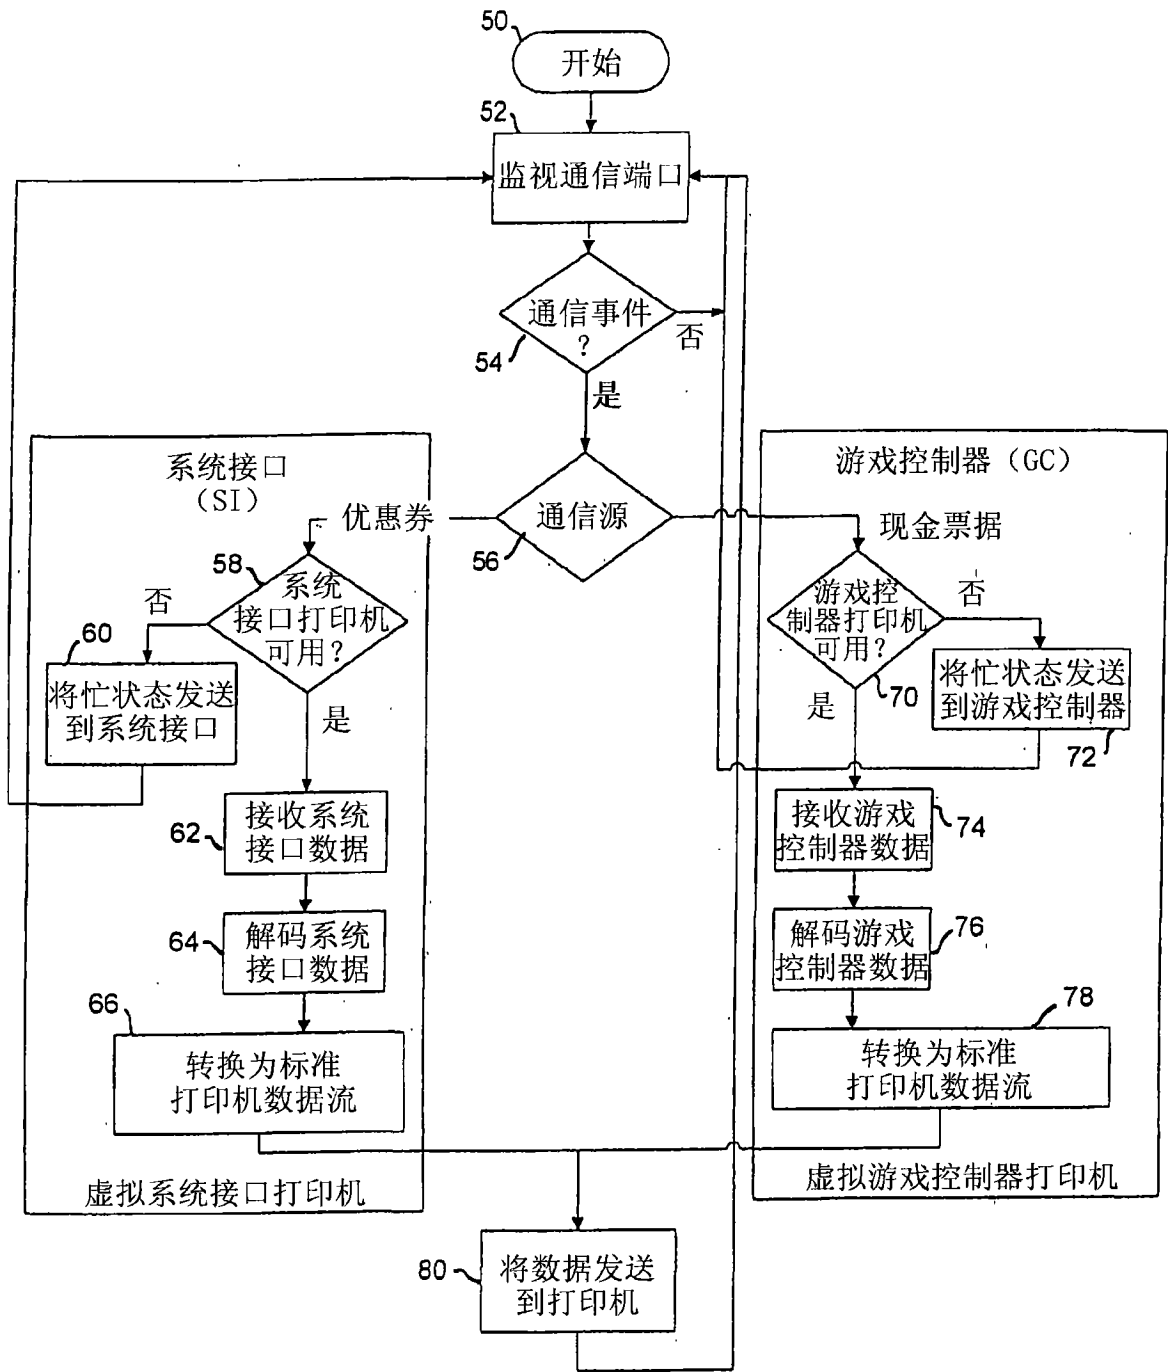 50
开始
52
监视通信端口
通信事件
?
54
否
是
系统接口
(SI)
优惠券
通信源
56
游戏控制器（GC）
现金票据
58
系统
接口打印机
可用?
否
是
60
将忙状态发送
到系统接口
游戏控
制器打印机
可用?
否
70
是
将忙状态发送
到游戏控制器
72
62
接收系统
接口数据
接收游戏
控制器数据
74
64
解码系统
接口数据
解码游戏
控制器数据
76
66
转换为标准
打印机数据流
78
转换为标准
打印机数据流
虚拟系统接口打印机
虚拟游戏控制器打印机
80
将数据发送
到打印机